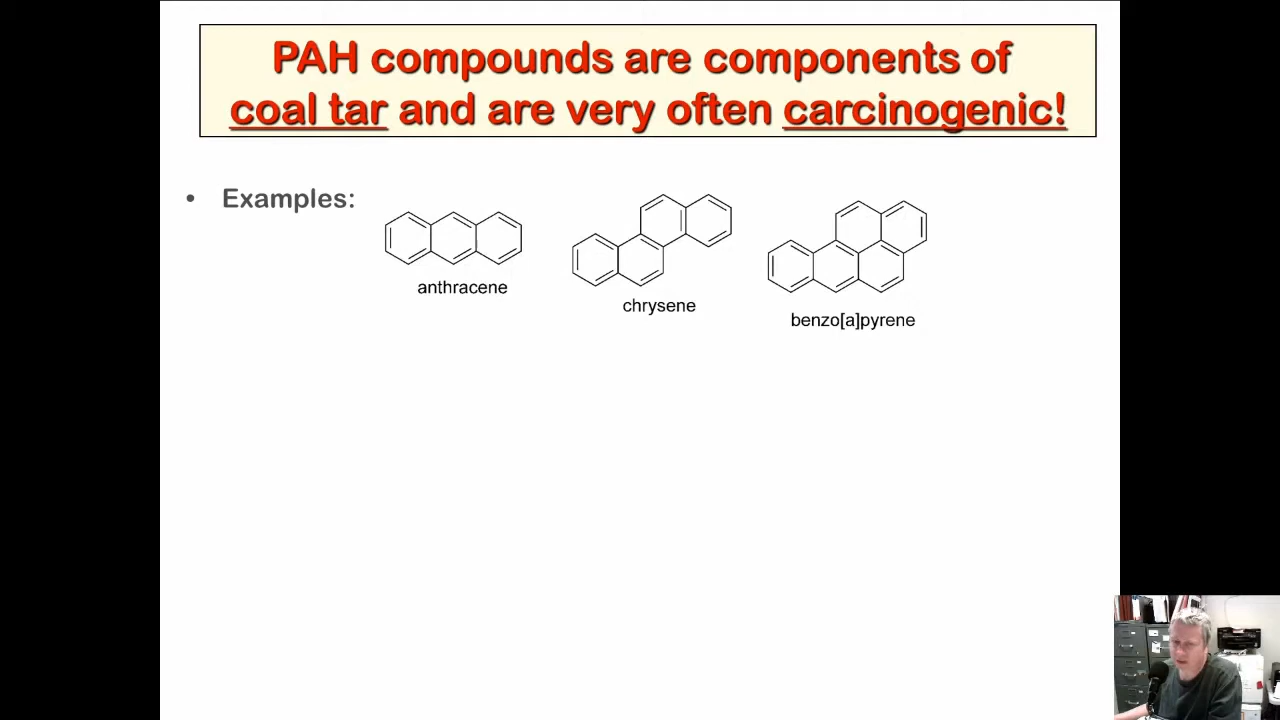 PAH compounds are components of
coal tar and are very often carcinogenic!
• Examples:
anthracene
chrysene
benzo[a]pyrene